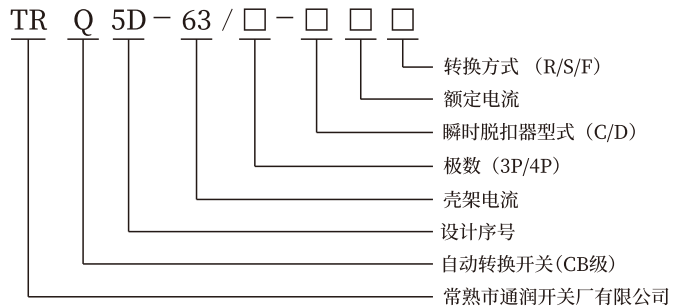 TR Q 5D－63/□－□ □ □
转换方式 （R/S/F）
额定电流
瞬时脱扣器型式（C/D）
极数（3P/4P）
壳架电流
设计序号
自动转换开关(CB级)
常熟市通润开关厂有限公司